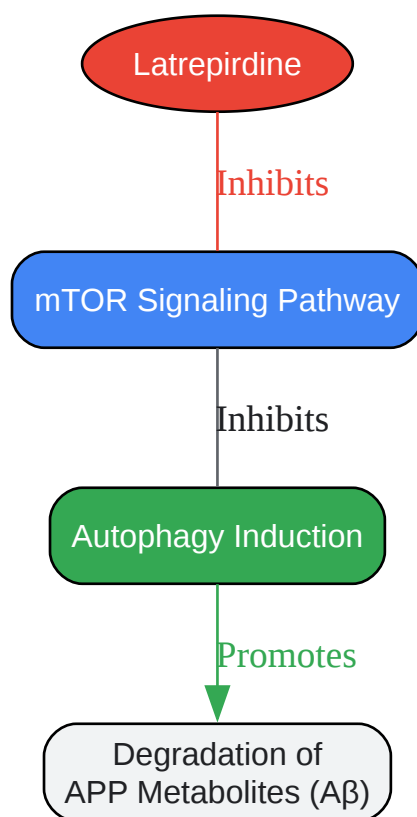 Latrepirdine
Inhibits
mTOR Signaling Pathway
Inhibits
Autophagy Induction
Promotes
Degradation of
APP Metabolites (Aβ)